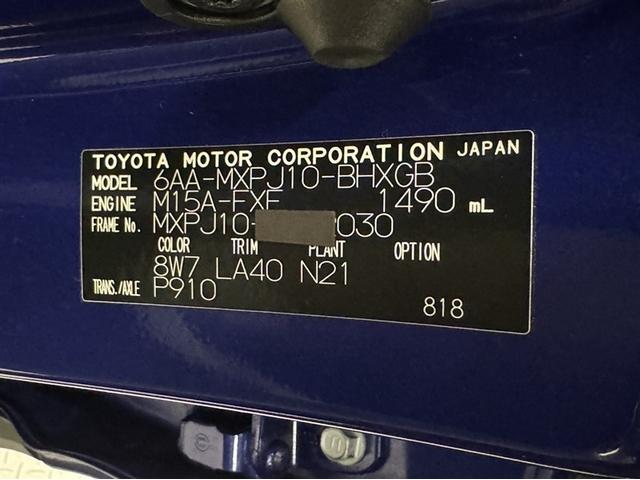 TOYOTA MOTOR CORPORATION JAPAN
MODEL 6AA-MXPJ10-BHXGB
ENGINE M15A-FXE 1490 mL
FRAME No. MXPJ10- 030
COLOR TRIM PLANT OPTION
8W7 LA40 N21
TRANS./AXLE P910
818